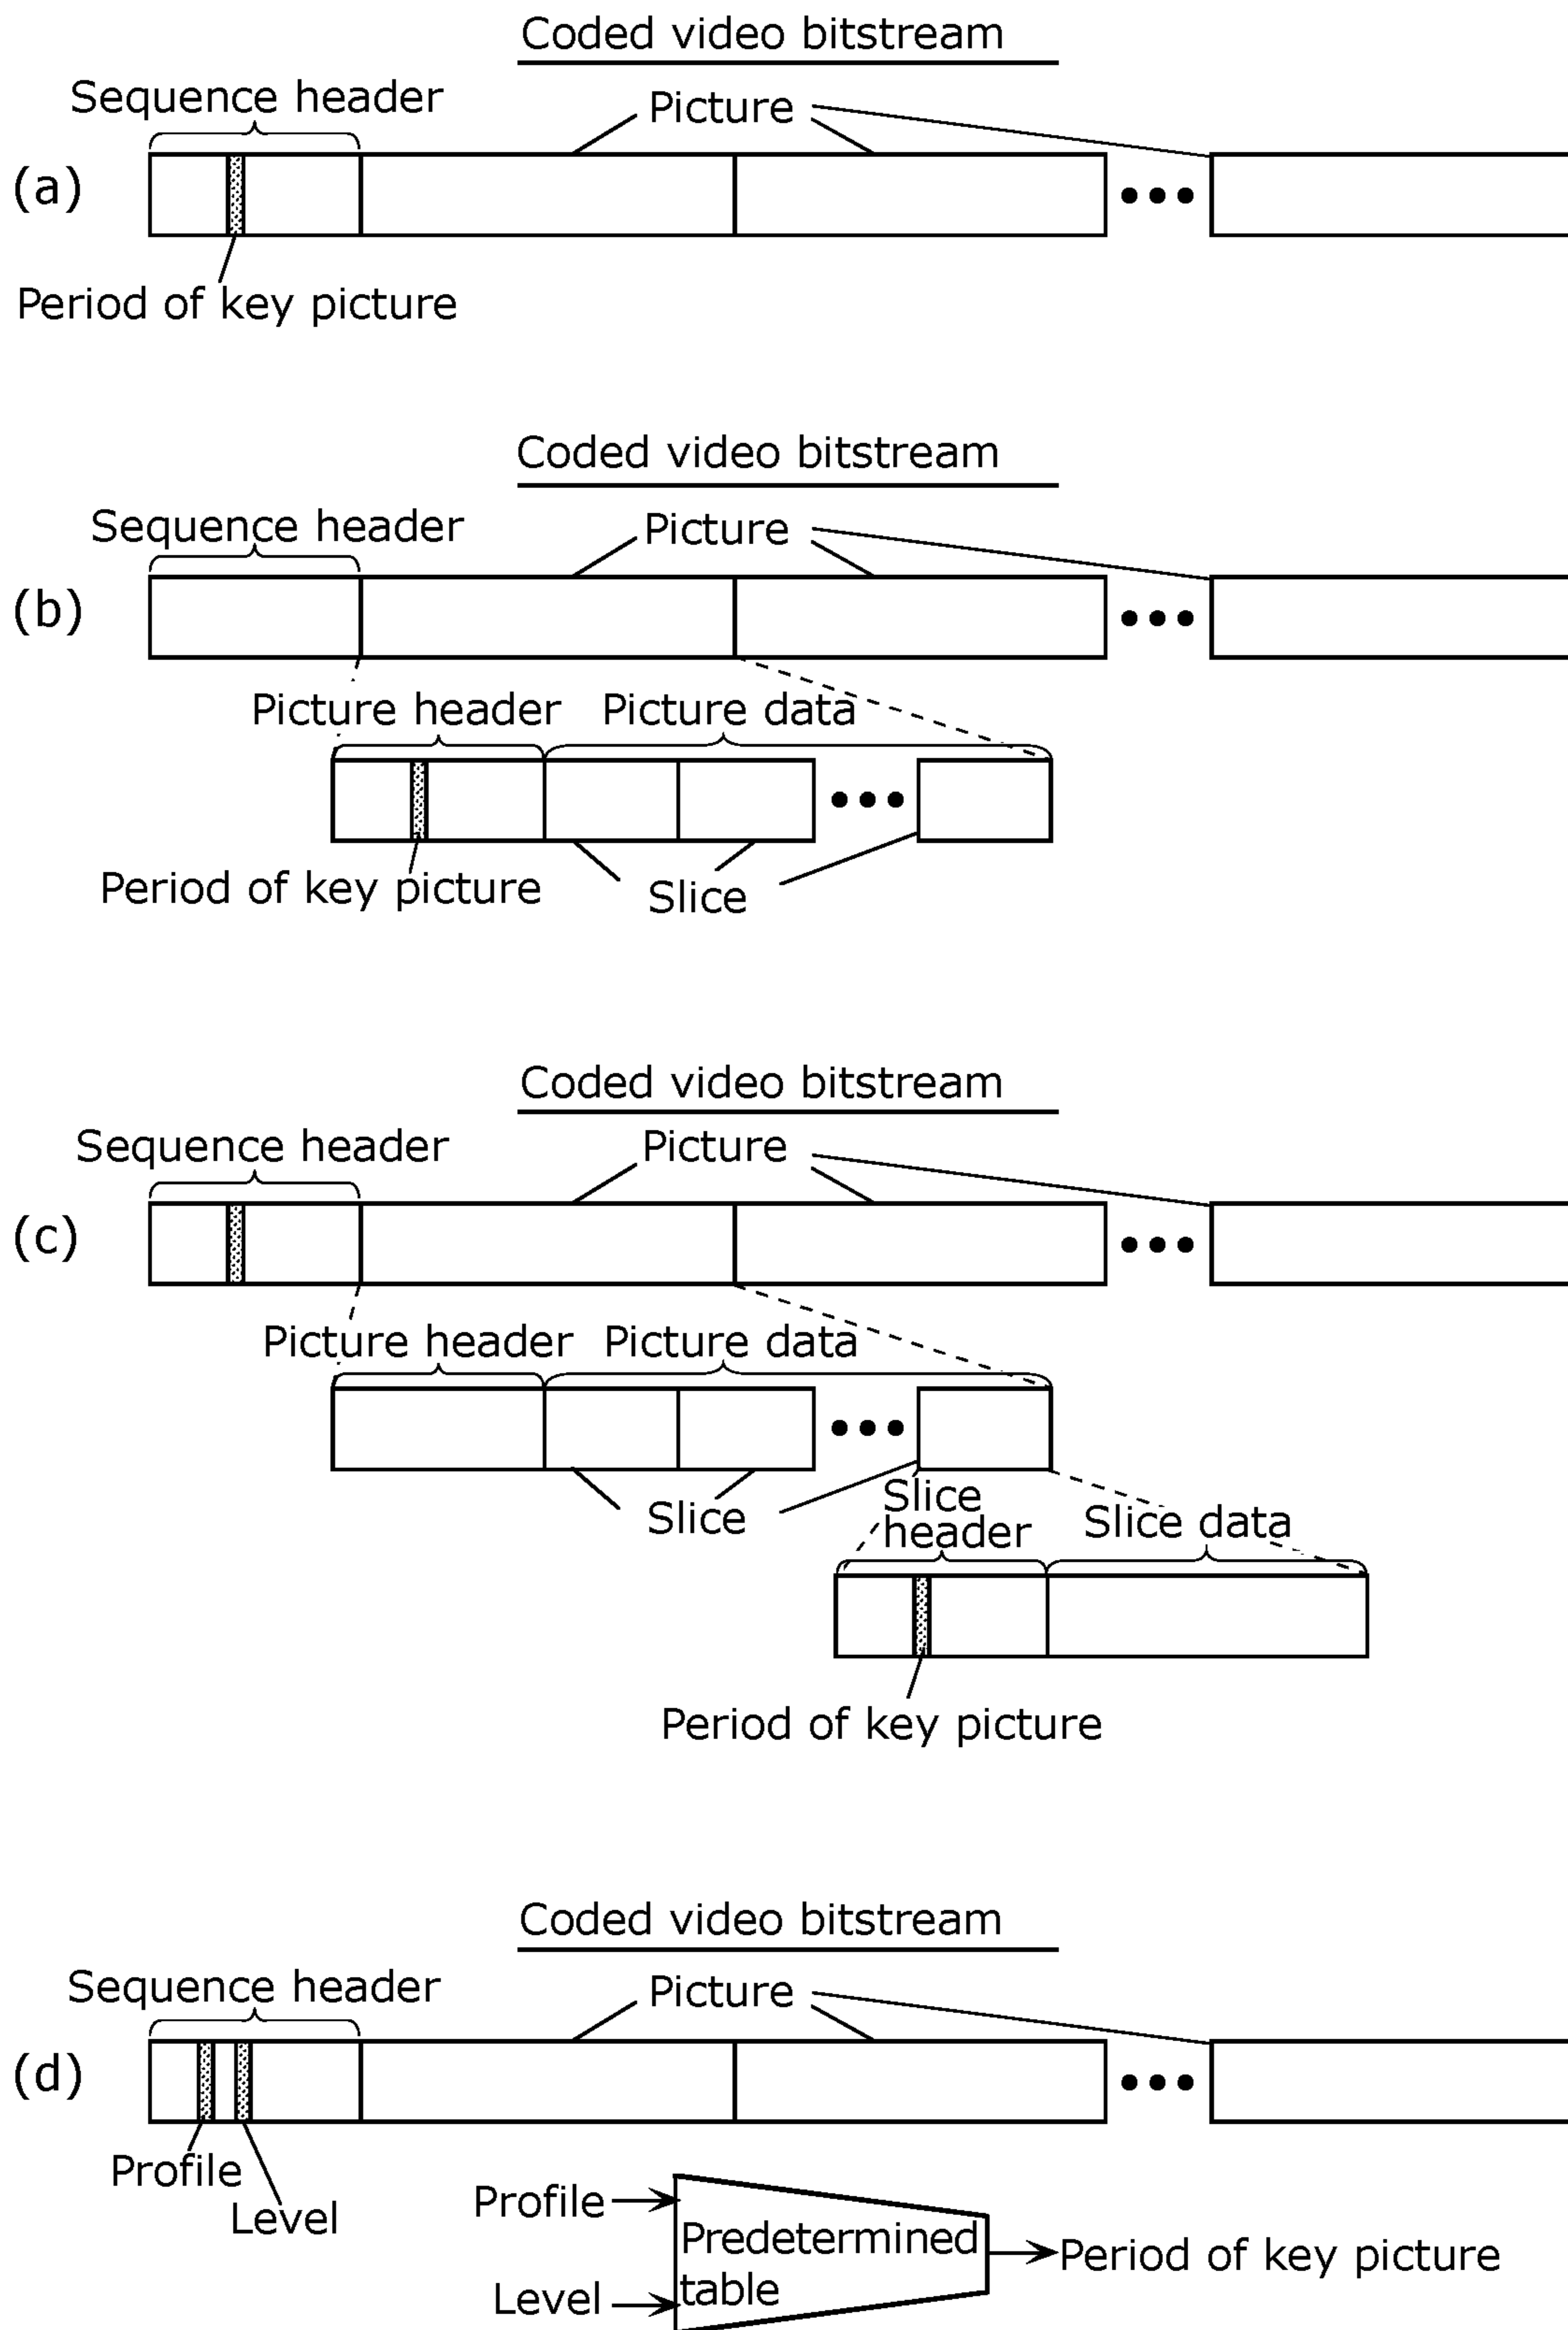 Coded video bitstream
Sequence header
Picture
(a)
Period of key picture
Coded video bitstream
Sequence header
Picture
(b)
Picture header
Picture data
Period of key picture
Slice
Coded video bitstream
Sequence header
Picture
(c)
Picture header
Picture data
Slice
Slice
header
Slice data
Period of key picture
Coded video bitstream
Sequence header
Picture
(d)
Profile
Level
Profile
Level
Predetermined
table
Period of key picture